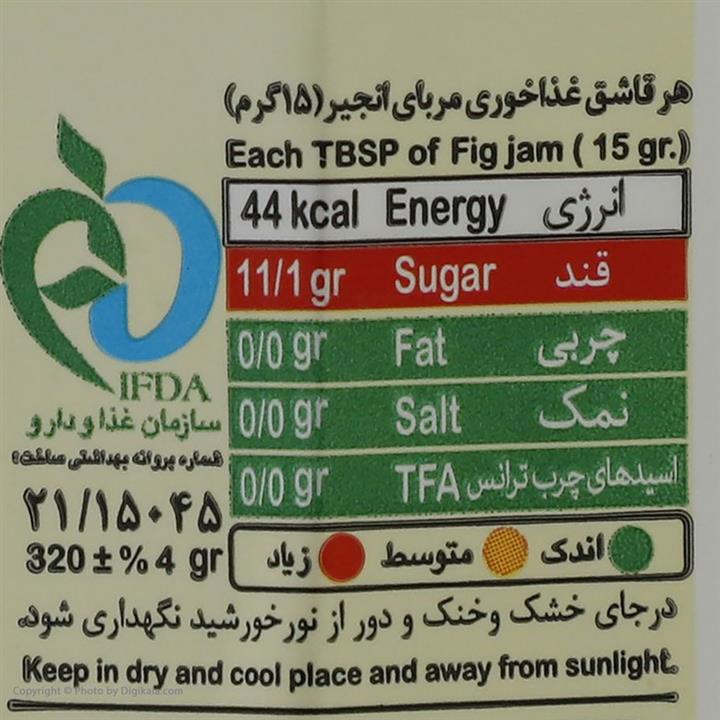 هر قاشق غذاخوری مربای انجیر (۱۵گرم)
Each TBSP of Fig jam ( 15 gr.)
44 kcal Energy انرژی
11/1 gr Sugar قند
0/0 gr Fat چربی
0/0 gr Salt نمک
0/0 gr TFA اسیدهای چرب ترانس
IFDA
سازمان غذا و دارو
شماره پروانه بهداشتی ساخت:
۲۱/۱۵۰۴۵
320 ± % 4 gr
اندک متوسط زیاد
درجای خشک وخنک و دور از نورخورشید نگهداری شود.
Keep in dry and cool place and away from sunlight.
Copyright © Photo by Digikala.com